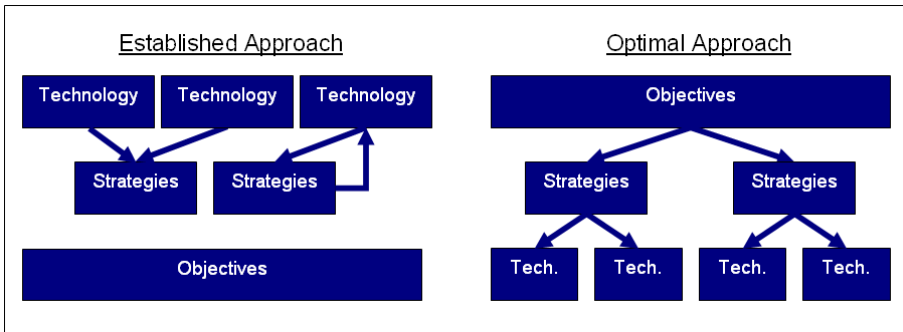 Established Approach
Technology Technology Technology
Strategies Strategies
Objectives
Optimal Approach
Objectives
Strategies Strategies
Tech. Tech. Tech. Tech.